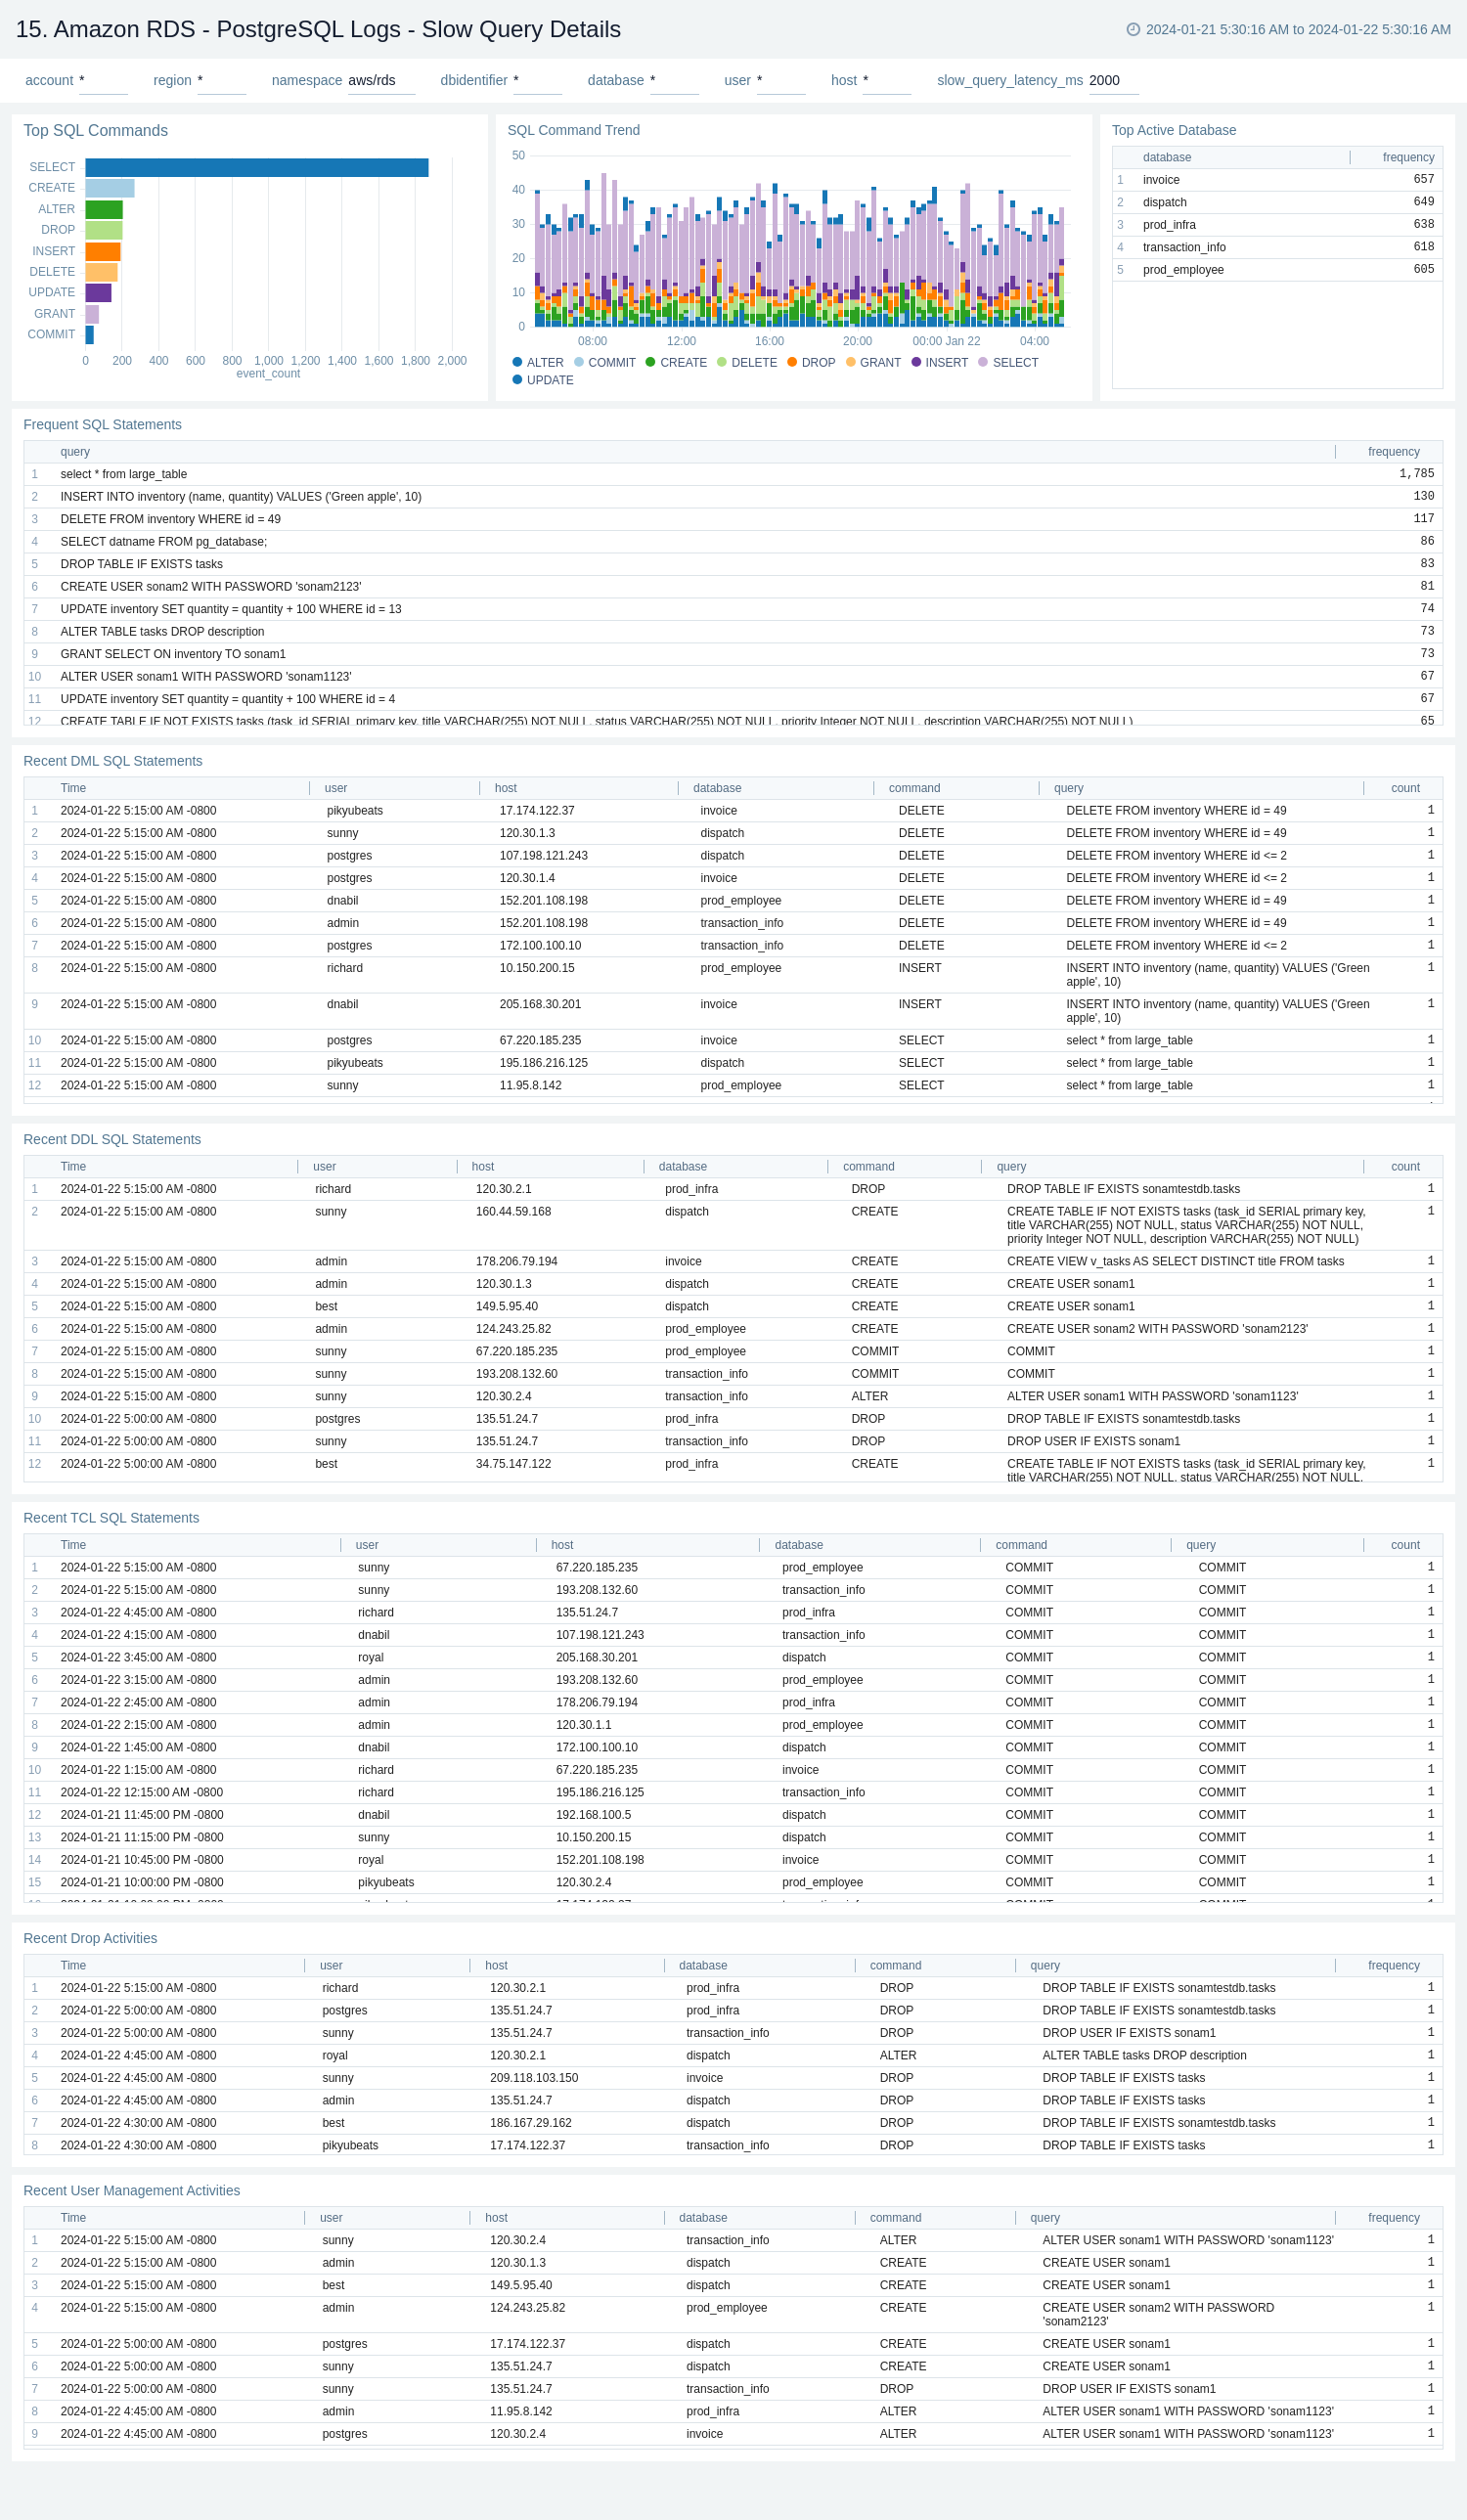 15. Amazon RDS - PostgreSQL Logs - Slow Query Details
2024-01-21 5:30:16 AM to 2024-01-22 5:30:16 AM
account * region * namespace aws/rds dbidentifier * database * user * host * slow_query_latency_ms 2000
Top SQL Commands
SELECT
CREATE
ALTER
DROP
INSERT
DELETE
UPDATE
GRANT
COMMIT
0 200 400 600 800 1,000 1,200 1,400 1,600 1,800 2,000
event_count
SQL Command Trend
50
40
30
20
10
0
08:00 12:00 16:00 20:00 00:00 Jan 22 04:00
ALTER COMMIT CREATE DELETE DROP GRANT INSERT SELECT
UPDATE
Top Active Database
database frequency
1 invoice 657
2 dispatch 649
3 prod_infra 638
4 transaction_info 618
5 prod_employee 605
Frequent SQL Statements
query frequency
1 select * from large_table 1,785
2 INSERT INTO inventory (name, quantity) VALUES ('Green apple', 10) 130
3 DELETE FROM inventory WHERE id = 49 117
4 SELECT datname FROM pg_database; 86
5 DROP TABLE IF EXISTS tasks 83
6 CREATE USER sonam2 WITH PASSWORD 'sonam2123' 81
7 UPDATE inventory SET quantity = quantity + 100 WHERE id = 13 74
8 ALTER TABLE tasks DROP description 73
9 GRANT SELECT ON inventory TO sonam1 73
10 ALTER USER sonam1 WITH PASSWORD 'sonam1123' 67
11 UPDATE inventory SET quantity = quantity + 100 WHERE id = 4 67
12 CREATE TABLE IF NOT EXISTS tasks (task_id SERIAL primary key, title VARCHAR(255) NOT NULL, status VARCHAR(255) NOT NULL, priority Integer NOT NULL, description VARCHAR(255) NOT NULL) 65
Recent DML SQL Statements
Time user host database command query count
1 2024-01-22 5:15:00 AM -0800 pikyubeats 17.174.122.37 invoice DELETE DELETE FROM inventory WHERE id = 49 1
2 2024-01-22 5:15:00 AM -0800 sunny 120.30.1.3 dispatch DELETE DELETE FROM inventory WHERE id = 49 1
3 2024-01-22 5:15:00 AM -0800 postgres 107.198.121.243 dispatch DELETE DELETE FROM inventory WHERE id <= 2 1
4 2024-01-22 5:15:00 AM -0800 postgres 120.30.1.4 invoice DELETE DELETE FROM inventory WHERE id <= 2 1
5 2024-01-22 5:15:00 AM -0800 dnabil 152.201.108.198 prod_employee DELETE DELETE FROM inventory WHERE id = 49 1
6 2024-01-22 5:15:00 AM -0800 admin 152.201.108.198 transaction_info DELETE DELETE FROM inventory WHERE id = 49 1
7 2024-01-22 5:15:00 AM -0800 postgres 172.100.100.10 transaction_info DELETE DELETE FROM inventory WHERE id <= 2 1
8 2024-01-22 5:15:00 AM -0800 richard 10.150.200.15 prod_employee INSERT INSERT INTO inventory (name, quantity) VALUES ('Green 1
apple', 10)
9 2024-01-22 5:15:00 AM -0800 dnabil 205.168.30.201 invoice INSERT INSERT INTO inventory (name, quantity) VALUES ('Green 1
apple', 10)
10 2024-01-22 5:15:00 AM -0800 postgres 67.220.185.235 invoice SELECT select * from large_table 1
11 2024-01-22 5:15:00 AM -0800 pikyubeats 195.186.216.125 dispatch SELECT select * from large_table 1
12 2024-01-22 5:15:00 AM -0800 sunny 11.95.8.142 prod_employee SELECT select * from large_table 1
Recent DDL SQL Statements
Time user host database command query count
1 2024-01-22 5:15:00 AM -0800 richard 120.30.2.1 prod_infra DROP DROP TABLE IF EXISTS sonamtestdb.tasks 1
2 2024-01-22 5:15:00 AM -0800 sunny 160.44.59.168 dispatch CREATE CREATE TABLE IF NOT EXISTS tasks (task_id SERIAL primary key, 1
title VARCHAR(255) NOT NULL, status VARCHAR(255) NOT NULL,
priority Integer NOT NULL, description VARCHAR(255) NOT NULL)
3 2024-01-22 5:15:00 AM -0800 admin 178.206.79.194 invoice CREATE CREATE VIEW v_tasks AS SELECT DISTINCT title FROM tasks 1
4 2024-01-22 5:15:00 AM -0800 admin 120.30.1.3 dispatch CREATE CREATE USER sonam1 1
5 2024-01-22 5:15:00 AM -0800 best 149.5.95.40 dispatch CREATE CREATE USER sonam1 1
6 2024-01-22 5:15:00 AM -0800 admin 124.243.25.82 prod_employee CREATE CREATE USER sonam2 WITH PASSWORD 'sonam2123' 1
7 2024-01-22 5:15:00 AM -0800 sunny 67.220.185.235 prod_employee COMMIT COMMIT 1
8 2024-01-22 5:15:00 AM -0800 sunny 193.208.132.60 transaction_info COMMIT COMMIT 1
9 2024-01-22 5:15:00 AM -0800 sunny 120.30.2.4 transaction_info ALTER ALTER USER sonam1 WITH PASSWORD 'sonam1123' 1
10 2024-01-22 5:00:00 AM -0800 postgres 135.51.24.7 prod_infra DROP DROP TABLE IF EXISTS sonamtestdb.tasks 1
11 2024-01-22 5:00:00 AM -0800 sunny 135.51.24.7 transaction_info DROP DROP USER IF EXISTS sonam1 1
12 2024-01-22 5:00:00 AM -0800 best 34.75.147.122 prod_infra CREATE CREATE TABLE IF NOT EXISTS tasks (task_id SERIAL primary key, 1
title VARCHAR(255) NOT NULL, status VARCHAR(255) NOT NULL,
Recent TCL SQL Statements
Time user host database command query count
1 2024-01-22 5:15:00 AM -0800 sunny 67.220.185.235 prod_employee COMMIT COMMIT 1
2 2024-01-22 5:15:00 AM -0800 sunny 193.208.132.60 transaction_info COMMIT COMMIT 1
3 2024-01-22 4:45:00 AM -0800 richard 135.51.24.7 prod_infra COMMIT COMMIT 1
4 2024-01-22 4:15:00 AM -0800 dnabil 107.198.121.243 transaction_info COMMIT COMMIT 1
5 2024-01-22 3:45:00 AM -0800 royal 205.168.30.201 dispatch COMMIT COMMIT 1
6 2024-01-22 3:15:00 AM -0800 admin 193.208.132.60 prod_employee COMMIT COMMIT 1
7 2024-01-22 2:45:00 AM -0800 admin 178.206.79.194 prod_infra COMMIT COMMIT 1
8 2024-01-22 2:15:00 AM -0800 admin 120.30.1.1 prod_employee COMMIT COMMIT 1
9 2024-01-22 1:45:00 AM -0800 dnabil 172.100.100.10 dispatch COMMIT COMMIT 1
10 2024-01-22 1:15:00 AM -0800 richard 67.220.185.235 invoice COMMIT COMMIT 1
11 2024-01-22 12:15:00 AM -0800 richard 195.186.216.125 transaction_info COMMIT COMMIT 1
12 2024-01-21 11:45:00 PM -0800 dnabil 192.168.100.5 dispatch COMMIT COMMIT 1
13 2024-01-21 11:15:00 PM -0800 sunny 10.150.200.15 dispatch COMMIT COMMIT 1
14 2024-01-21 10:45:00 PM -0800 royal 152.201.108.198 invoice COMMIT COMMIT 1
15 2024-01-21 10:00:00 PM -0800 pikyubeats 120.30.2.4 prod_employee COMMIT COMMIT 1
Recent Drop Activities
Time user host database command query frequency
1 2024-01-22 5:15:00 AM -0800 richard 120.30.2.1 prod_infra DROP DROP TABLE IF EXISTS sonamtestdb.tasks 1
2 2024-01-22 5:00:00 AM -0800 postgres 135.51.24.7 prod_infra DROP DROP TABLE IF EXISTS sonamtestdb.tasks 1
3 2024-01-22 5:00:00 AM -0800 sunny 135.51.24.7 transaction_info DROP DROP USER IF EXISTS sonam1 1
4 2024-01-22 4:45:00 AM -0800 royal 120.30.2.1 dispatch ALTER ALTER TABLE tasks DROP description 1
5 2024-01-22 4:45:00 AM -0800 sunny 209.118.103.150 invoice DROP DROP TABLE IF EXISTS tasks 1
6 2024-01-22 4:45:00 AM -0800 admin 135.51.24.7 dispatch DROP DROP TABLE IF EXISTS tasks 1
7 2024-01-22 4:30:00 AM -0800 best 186.167.29.162 dispatch DROP DROP TABLE IF EXISTS sonamtestdb.tasks 1
8 2024-01-22 4:30:00 AM -0800 pikyubeats 17.174.122.37 transaction_info DROP DROP TABLE IF EXISTS tasks 1
Recent User Management Activities
Time user host database command query frequency
1 2024-01-22 5:15:00 AM -0800 sunny 120.30.2.4 transaction_info ALTER ALTER USER sonam1 WITH PASSWORD 'sonam1123' 1
2 2024-01-22 5:15:00 AM -0800 admin 120.30.1.3 dispatch CREATE CREATE USER sonam1 1
3 2024-01-22 5:15:00 AM -0800 best 149.5.95.40 dispatch CREATE CREATE USER sonam1 1
4 2024-01-22 5:15:00 AM -0800 admin 124.243.25.82 prod_employee CREATE CREATE USER sonam2 WITH PASSWORD 1
'sonam2123'
5 2024-01-22 5:00:00 AM -0800 postgres 17.174.122.37 dispatch CREATE CREATE USER sonam1 1
6 2024-01-22 5:00:00 AM -0800 sunny 135.51.24.7 dispatch CREATE CREATE USER sonam1 1
7 2024-01-22 5:00:00 AM -0800 sunny 135.51.24.7 transaction_info DROP DROP USER IF EXISTS sonam1 1
8 2024-01-22 4:45:00 AM -0800 admin 11.95.8.142 prod_infra ALTER ALTER USER sonam1 WITH PASSWORD 'sonam1123' 1
9 2024-01-22 4:45:00 AM -0800 postgres 120.30.2.4 invoice ALTER ALTER USER sonam1 WITH PASSWORD 'sonam1123' 1